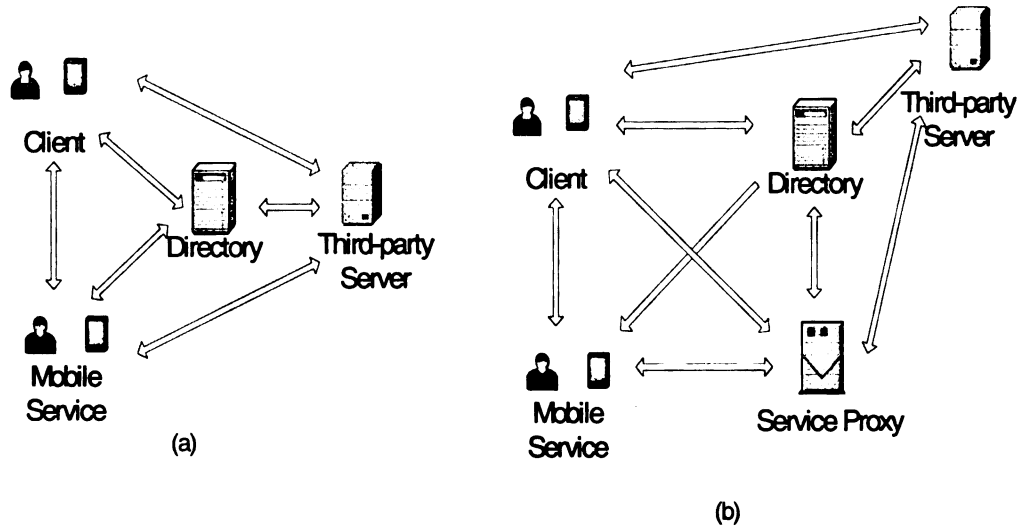 Client
Directory
Third-party
Server
Mobile
Service
(a)
Third-party
Server
Client
Directory
Mobile
Service
Service Proxy
(b)